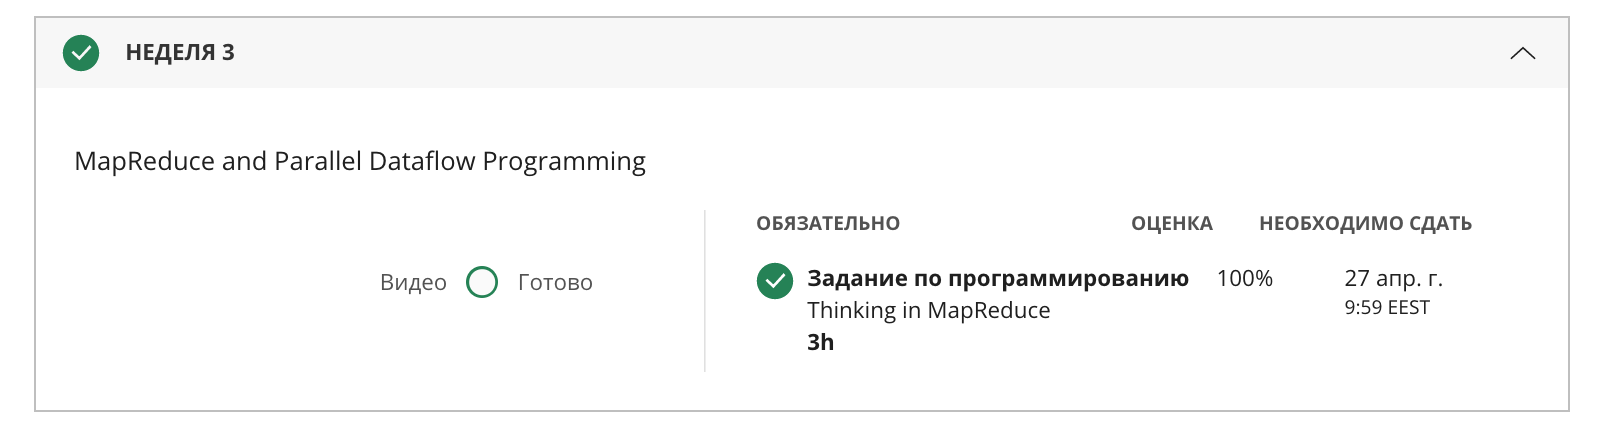 НЕДЕЛЯ 3
MapReduce and Parallel Dataflow Programming
Видео Готово
ОБЯЗАТЕЛЬНО ОЦЕНКА НЕОБХОДИМО СДАТЬ
Задание по программированию 100% 27 апр. г.
Thinking in MapReduce 9:59 EEST
3h